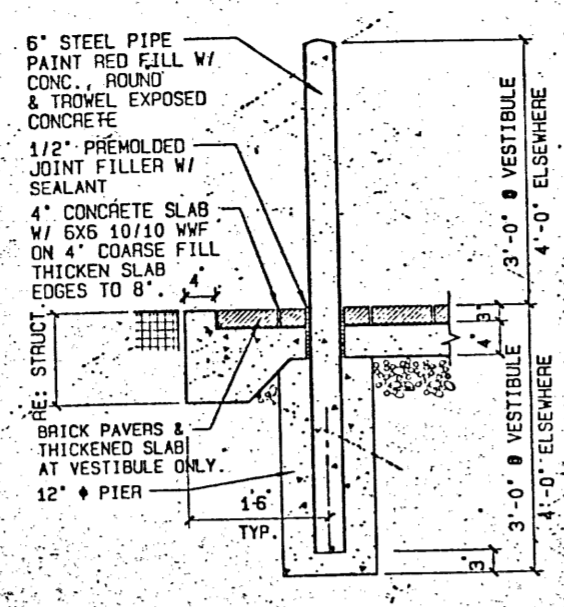 6" STEEL PIPE
PAINT RED FILL W/
CONC., ROUND
& TROWEL EXPOSED
CONCRETE
1/2" PREMOLDED
JOINT FILLER W/
SEALANT
4" CONCRETE SLAB
W/ 6X6 10/10 WWF
ON 4" COARSE FILL
THICKEN SLAB
EDGES TO 8".
4"
RE: STRUCT.
BRICK PAVERS &
THICKENED SLAB
AT VESTIBULE ONLY.
12" ϕ PIER
1'6"
TYP.
3'-0" @ VESTIBULE
4'-0" ELSEWHERE
3"
4"
3'-0" @ VESTIBULE
4'-0" ELSEWHERE
3"